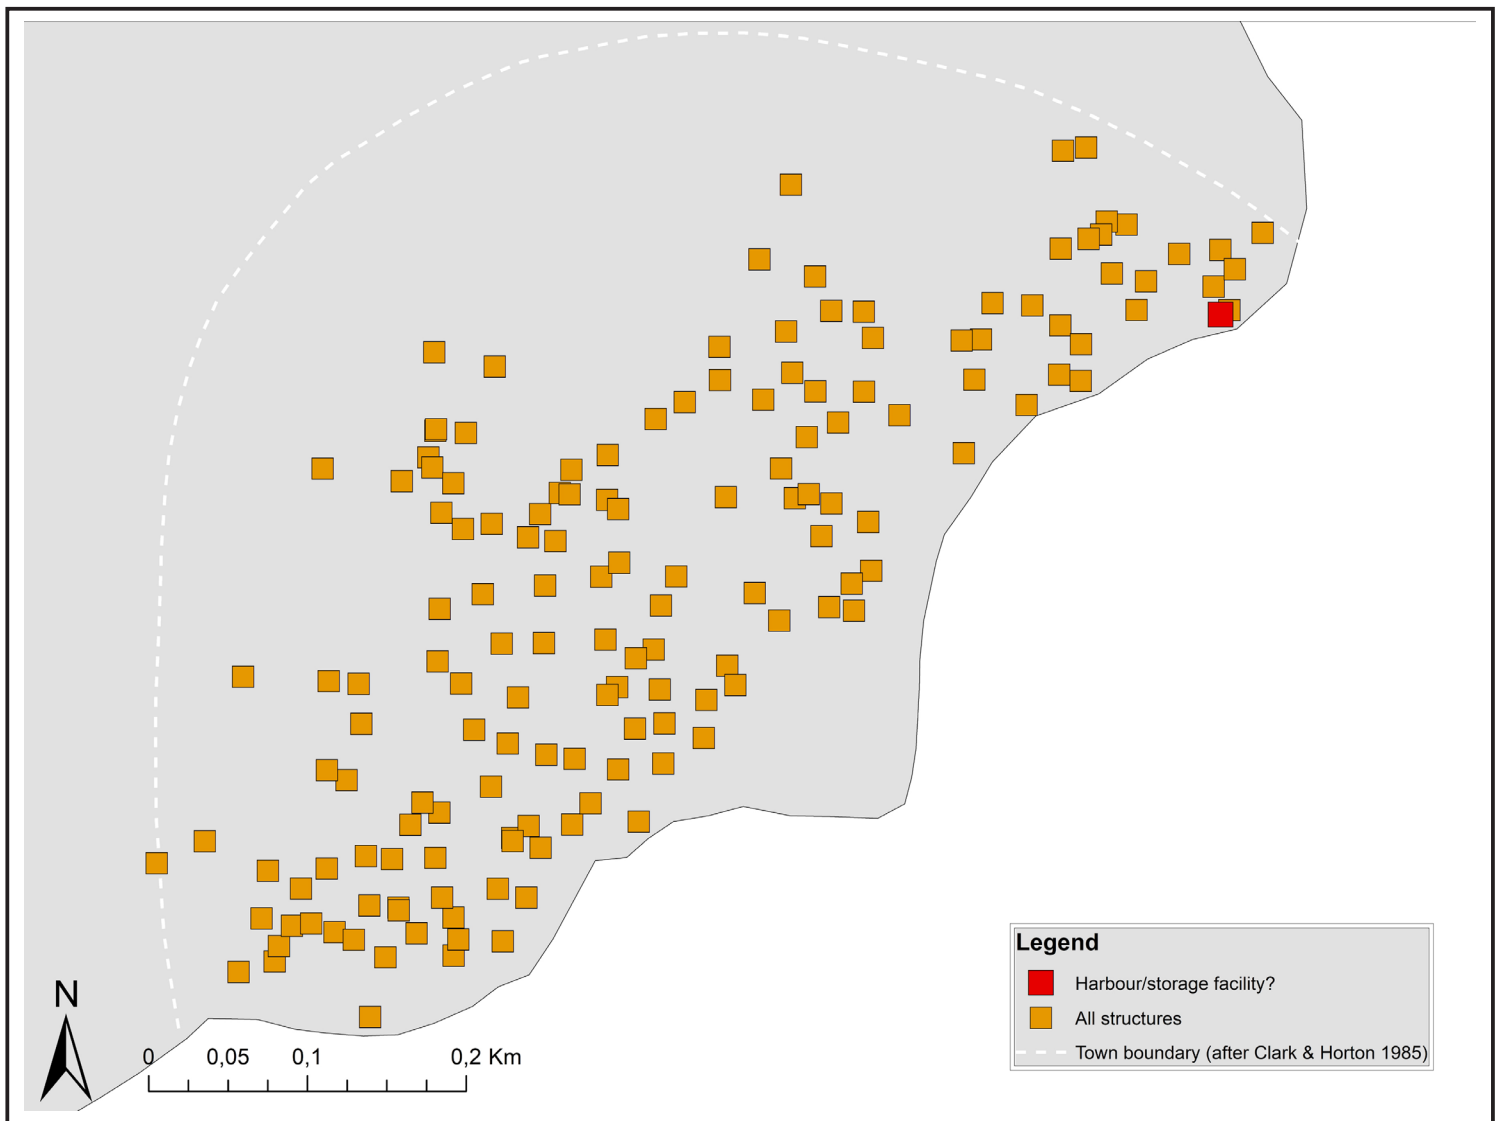 N
0 0,05 0,1 0,2 Km
Legend
Harbour/storage facility?
All structures
Town boundary (after Clark & Horton 1985)